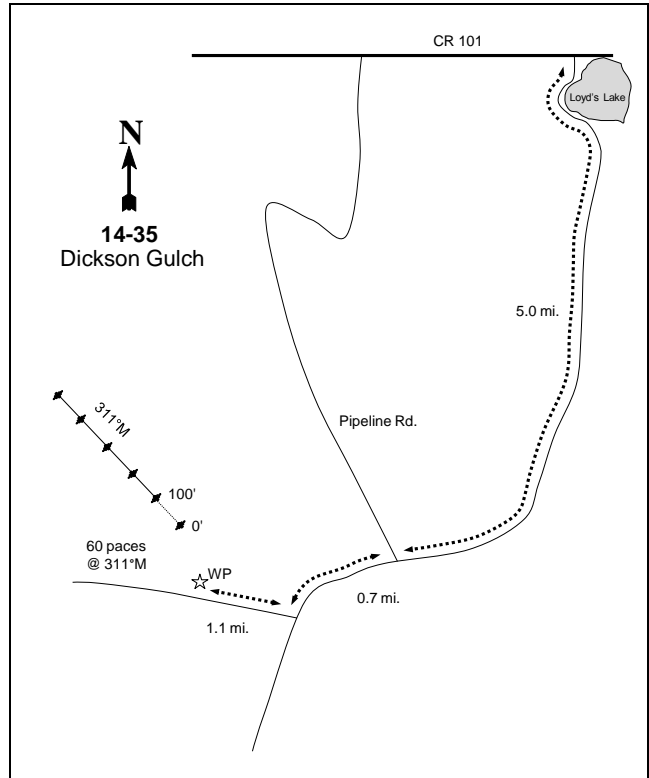 CR 101
Loyd's Lake
N
14-35
Dickson Gulch
5.0 mi.
311°M
Pipeline Rd.
100'
0'
60 paces
@ 311°M
WP
0.7 mi.
1.1 mi.